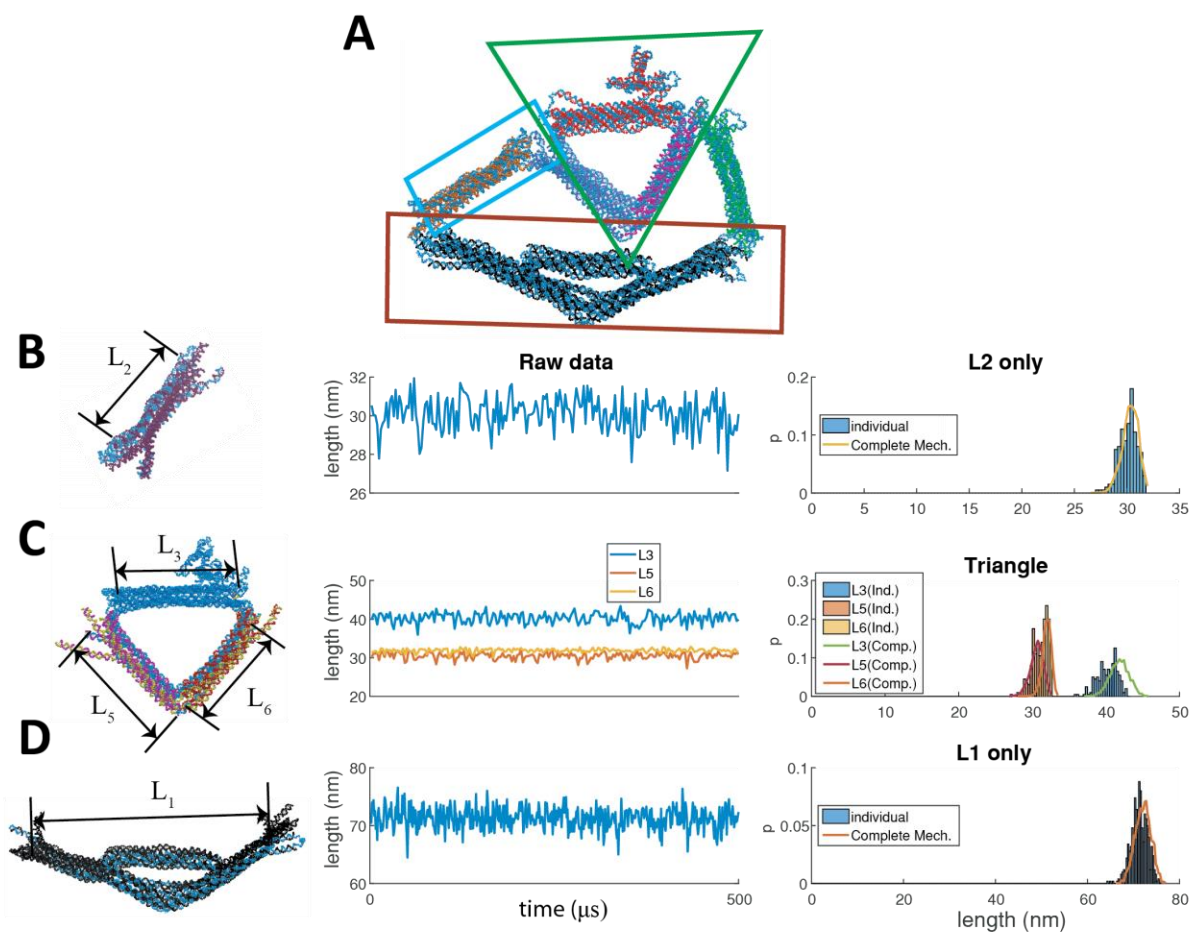 A
B
L2
Raw data
length (nm)
32
30
28
26
L2 only
p
0.2
0.1
0
individual
Complete Mech.
0 5 10 15 20 25 30 35
C
L3
L5
L6
length (nm)
50
40
30
20
L3
L5
L6
Triangle
p
0.3
0.2
0.1
0
L3(Ind.)
L5(Ind.)
L6(Ind.)
L3(Comp.)
L5(Comp.)
L6(Comp.)
0 10 20 30 40 50
D
L1
length (nm)
80
70
60
0 500
time (μs)
L1 only
p
0.1
0.05
0
individual
Complete Mech.
0 20 40 60 80
length (nm)